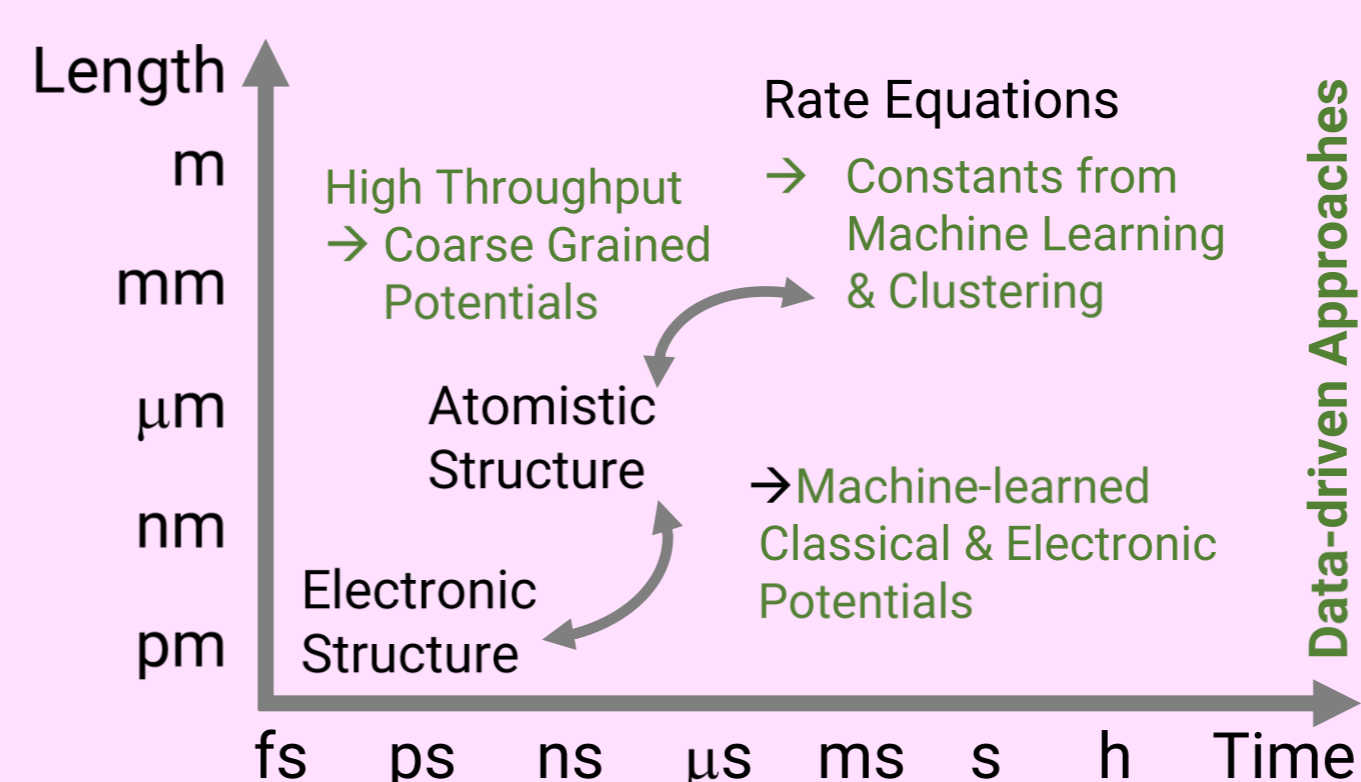 Length
m
mm
μm
nm
pm
High Throughput
→ Coarse Grained
Potentials
Rate Equations
→ Constants from
Machine Learning
& Clustering
Atomistic
Structure
→Machine-learned
Classical & Electronic
Potentials
Electronic
Structure
Data-driven Approaches
fs ps ns μs ms s h Time